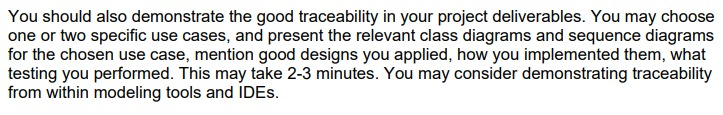 You should also demonstrate the good traceability in your project deliverables. You may choose
one or two specific use cases, and present the relevant class diagrams and sequence diagrams
for the chosen use case, mention good designs you applied, how you implemented them, what
testing you performed. This may take 2-3 minutes. You may consider demonstrating traceability
from within modeling tools and IDEs.